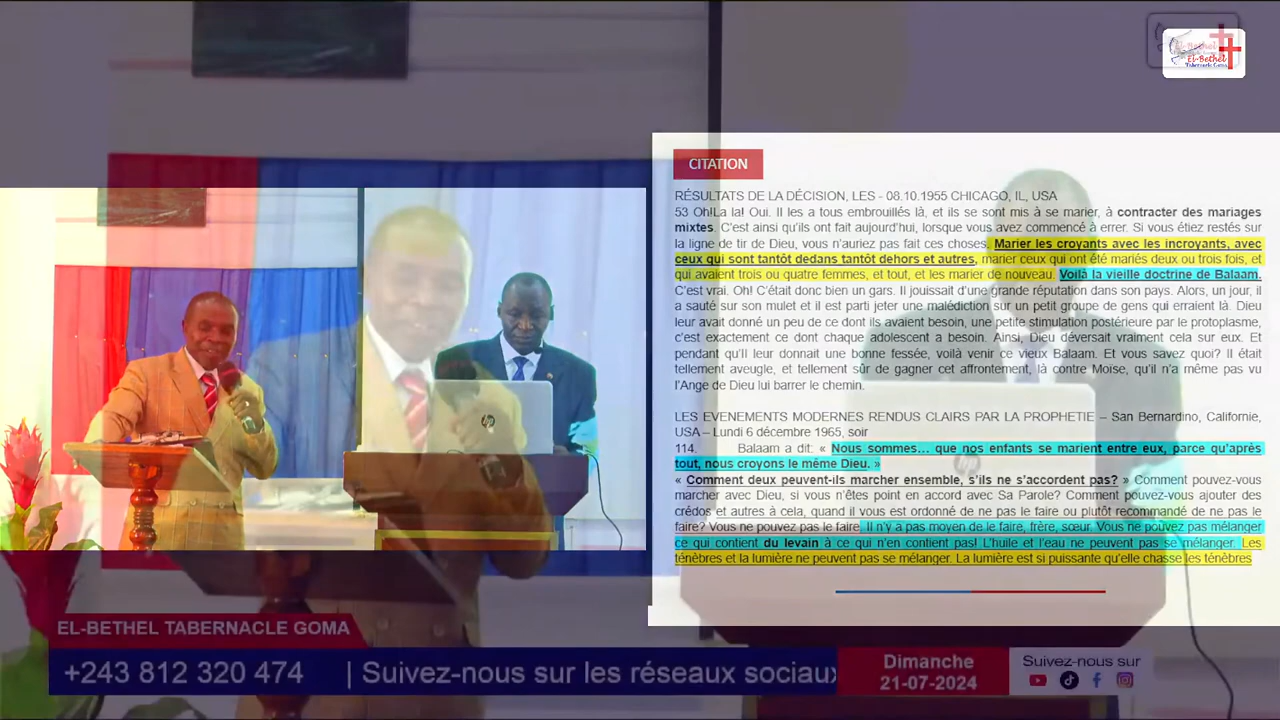 El-Bethel
Tabernacle Goma
CITATION
RÉSULTATS DE LA DÉCISION, LES - 08.10.1955 CHICAGO, IL, USA
53 Oh!La la! Oui. Il les a tous embrouillés là, et ils se sont mis à se marier, à contracter des mariages
mixtes. C'est ainsi qu'ils ont fait aujourd'hui, lorsque vous avez commencé à errer. Si vous étiez restés sur
la ligne de tir de Dieu, vous n'auriez pas fait ces choses. Marier les croyants avec les incroyants, avec
ceux qui sont tantôt dedans tantôt dehors et autres, marier ceux qui ont été mariés deux ou trois fois, et
qui avaient trois ou quatre femmes, et tout, et les marier de nouveau. Voilà la vieille doctrine de Balaam.
C'est vrai. Oh! C'était donc bien un gars. Il jouissait d'une grande réputation dans son pays. Alors, un jour, il
a sauté sur son mulet et il est parti jeter une malédiction sur un petit groupe de gens qui erraient là. Dieu
leur avait donné un peu de ce dont ils avaient besoin, une petite stimulation postérieure par le protoplasme,
c'est exactement ce dont chaque adolescent a besoin. Ainsi, Dieu déversait vraiment cela sur eux. Et
pendant qu'Il leur donnait une bonne fessée, voilà venir ce vieux Balaam. Et vous savez quoi? Il était
tellement aveugle, et tellement sûr de gagner cet affrontement, là contre Moïse, qu'il n'a même pas vu
l'Ange de Dieu lui barrer le chemin.
LES EVENEMENTS MODERNES RENDUS CLAIRS PAR LA PROPHETIE – San Bernardino, Californie,
USA – Lundi 6 décembre 1965, soir
114. Balaam a dit: « Nous sommes… que nos enfants se marient entre eux, parce qu'après
tout, nous croyons le même Dieu. »
« Comment deux peuvent-ils marcher ensemble, s'ils ne s'accordent pas? » Comment pouvez-vous
marcher avec Dieu, si vous n'êtes point en accord avec Sa Parole? Comment pouvez-vous ajouter des
crédos et autres à cela, quand il vous est ordonné de ne pas le faire ou plutôt recommandé de ne pas le
faire? Vous ne pouvez pas le faire. Il n'y a pas moyen de le faire, frère, sœur. Vous ne pouvez pas mélanger
ce qui contient du levain à ce qui n'en contient pas! L'huile et l'eau ne peuvent pas se mélanger. Les
ténèbres et la lumière ne peuvent pas se mélanger. La lumière est si puissante qu'elle chasse les ténèbres
hp
EL-BETHEL TABERNACLE GOMA
+243 812 320 474 | Suivez-nous sur les réseaux sociaux
Dimanche
21-07-2024
Suivez-nous sur